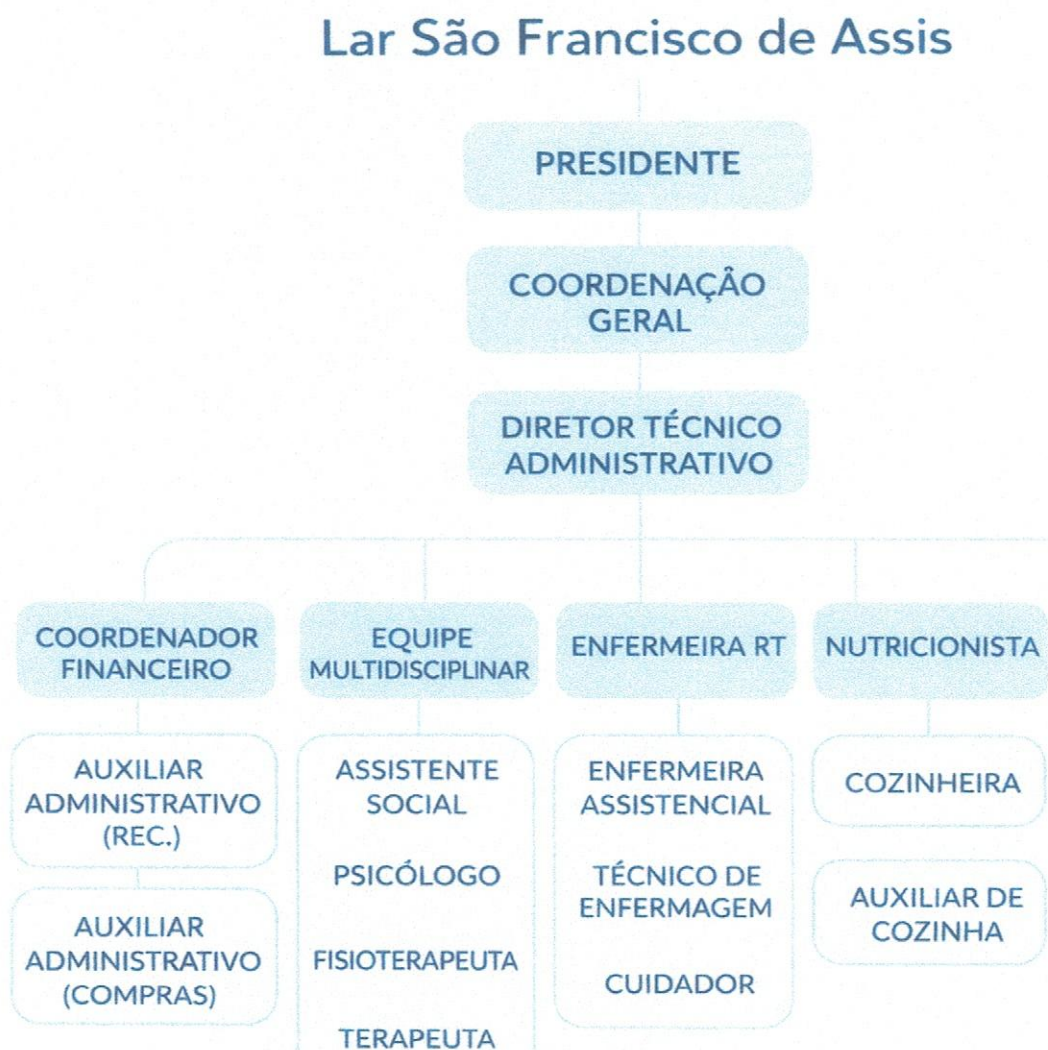 Lar São Francisco de Assis
PRESIDENTE
COORDENAÇÃO
GERAL
DIRETOR TÉCNICO
ADMINISTRATIVO
COORDENADOR
FINANCEIRO
AUXILIAR
ADMINISTRATIVO
(REC.)
AUXILIAR
ADMINISTRATIVO
(COMPRAS)
EQUIPE
MULTIDISCIPLINAR
ASSISTENTE
SOCIAL
PSICÓLOGO
FISIOTERAPEUTA
TERAPEUTA
ENFERMEIRA RT
ENFERMEIRA
ASSISTENCIAL
TÉCNICO DE
ENFERMAGEM
CUIDADOR
NUTRICIONISTA
COZINHEIRA
AUXILIAR DE
COZINHA